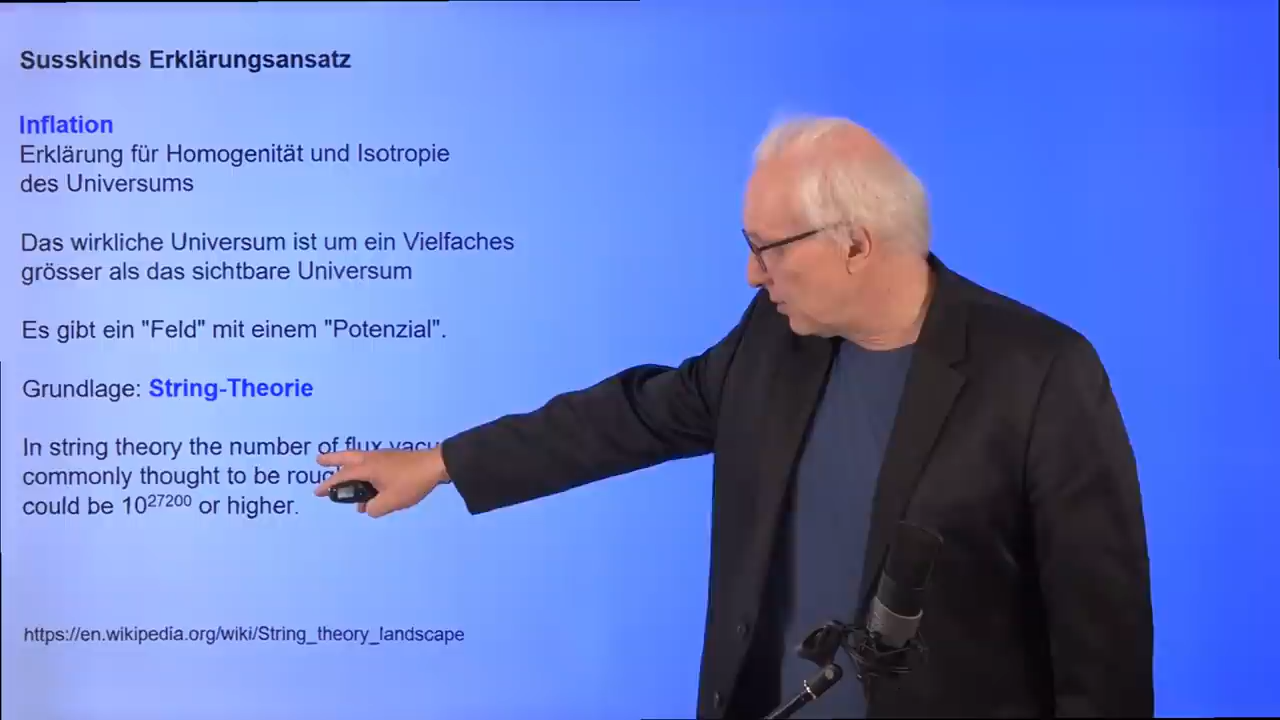 Susskinds Erklärungsansatz
Inflation
Erklärung für Homogenität und Isotropie
des Universums
Das wirkliche Universum ist um ein Vielfaches
grösser als das sichtbare Universum
Es gibt ein "Feld" mit einem "Potenzial".
Grundlage: String-Theorie
In string theory the number of flux
commonly thought to be
could be 10²⁷²⁰⁰ or higher.
https://en.wikipedia.org/wiki/String_theory_landscape